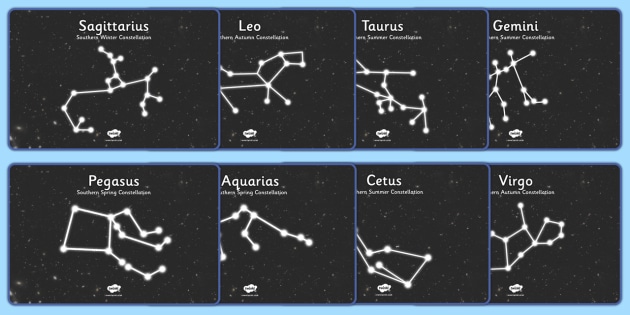 Sagittarius
Southern Winter Constellation
Leo
thern Autumn Constellation
Taurus
hern Summer Constellation
Gemini
ern Summer Constellation
Pegasus
Southern Spring Constellation
Aquarias
thern Spring Constellation
Cetus
hern Summer Constellation
Virgo
ern Autumn Constellation